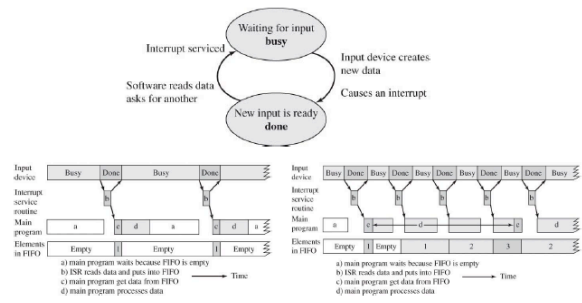 Waiting for input
busy
Interrupt serviced
Input device creates
new data
Software reads data
asks for another
Causes an interrupt
New input is ready
done
Input
device
Busy
Done
Busy
Done
Interrupt
service
routine
b
b
Main
program
a
c
d
c
d
a
Elements
in FIFO
Empty
1
Empty
1
Empty
a) main program waits because FIFO is empty
b) ISR reads data and puts into FIFO
c) main program get data from FIFO
d) main program processes data
Time
Input
device
Busy Done Busy Done Busy Done Busy Done Busy Done Busy Done
Interrupt
service
routine
b
b
b
b
b
b
Main
program
a
c
d
c
d
Elements
in FIFO
Empty
1
Empty
1
2
3
2
a) main program waits because FIFO is empty
b) ISR reads data and puts into FIFO
c) main program get data from FIFO
d) main program processes data
Time